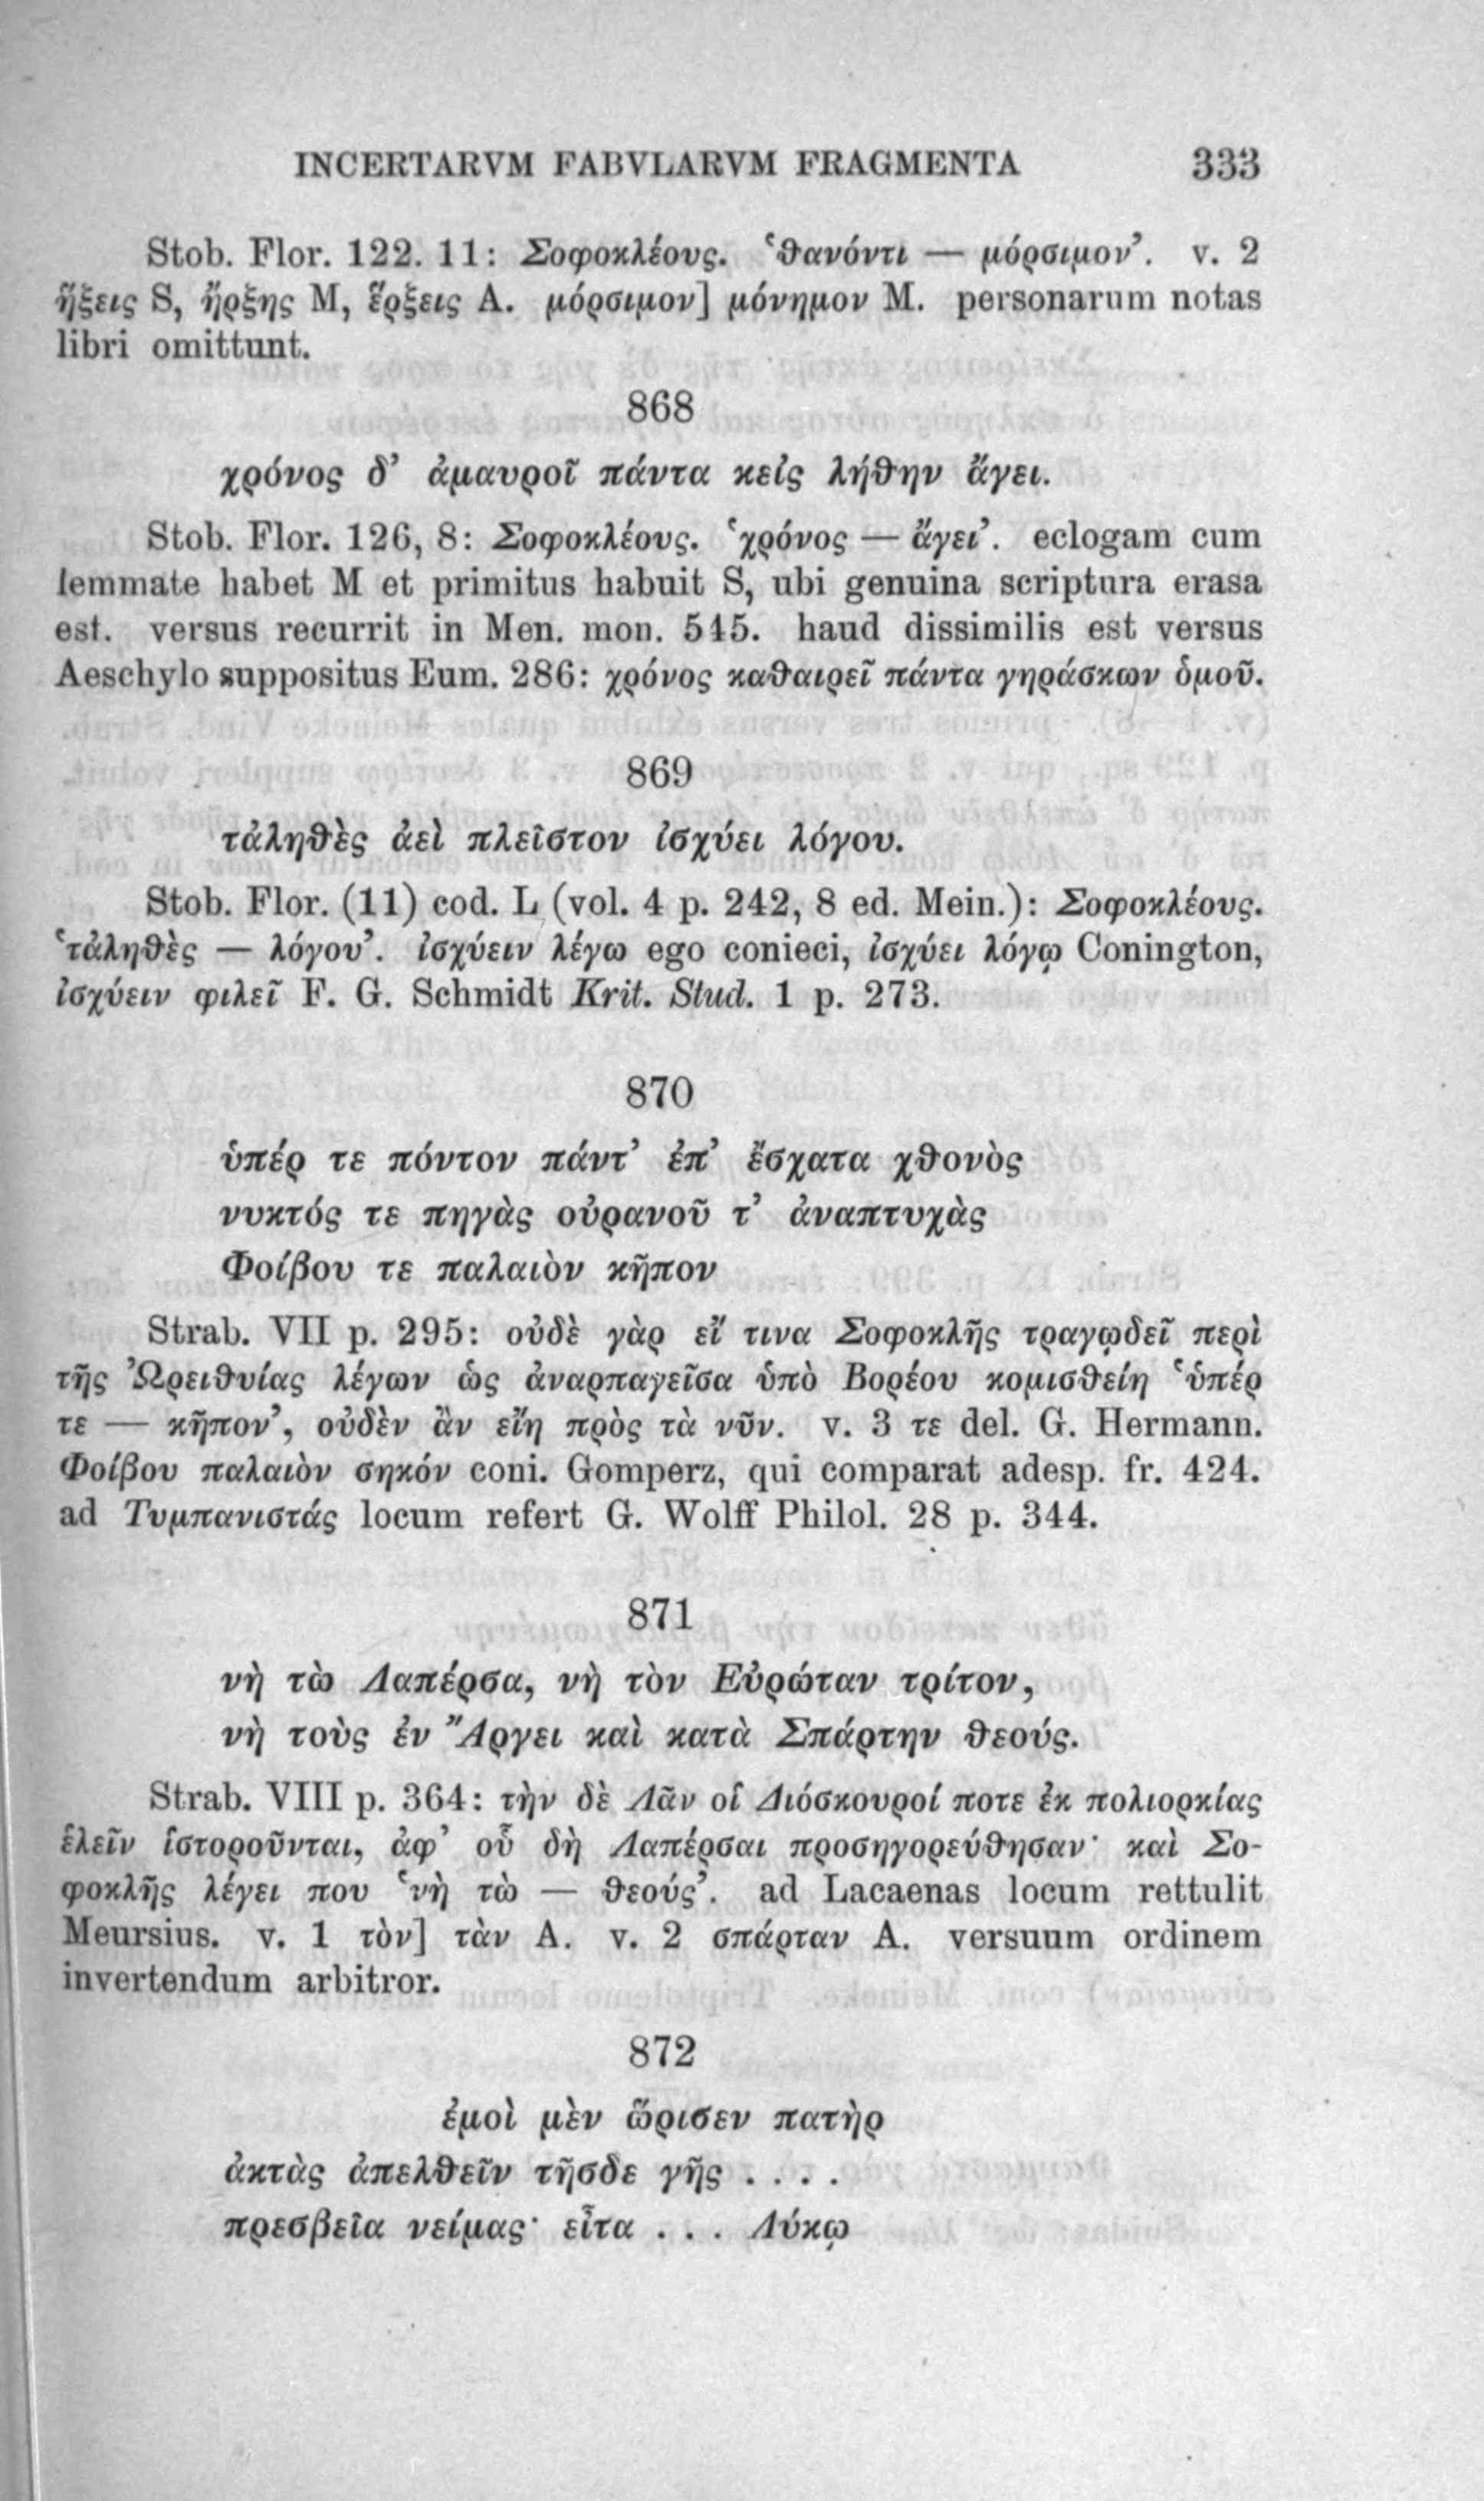 INCERTARVM FABVLARVM FRAGMENTA 333
Stob. Flor. 122. 11: Σοφοκλέους. ‘θανόντι — μόρσιμον’. v. 2
ἥξεις S, ἤρξης M, ἔρξεις A. μόρσιμον] μόνημον M. personarum notas
libri omittunt.
868
χρόνος δ’ ἀμαυροῖ πάντα κεἰς λήθην ἄγει.
Stob. Flor. 126, 8: Σοφοκλέους. ‘χρόνος — ἄγει’. eclogam cum
lemmate habet M et primitus habuit S, ubi genuina scriptura erasa
est. versus recurrit in Men. mon. 545. haud dissimilis est versus
Aeschylo suppositus Eum. 286: χρόνος καθαιρεῖ πάντα γηράσκων ὁμοῦ.
869
τἀληθὲς ἀεὶ πλεῖστον ἰσχύει λόγου.
Stob. Flor. (11) cod. L (vol. 4 p. 242, 8 ed. Mein.): Σοφοκλέους.
‘τἀληθὲς — λόγου’. ἰσχύειν λέγω ego conieci, ἰσχύει λόγῳ Conington,
ἰσχύειν φιλεῖ F. G. Schmidt Krit. Stud. 1 p. 273.
870
ὑπέρ τε πόντον πάντ’ ἐπ’ ἔσχατα χθονὸς
νυκτός τε πηγὰς οὐρανοῦ τ’ ἀναπτυχὰς
Φοίβου τε παλαιὸν κῆπον
Strab. VII p. 295: οὐδὲ γὰρ εἴ τινα Σοφοκλῆς τραγῳδεῖ περὶ
τῆς Ὠρειθυίας λέγων ὡς ἀναρπαγεῖσα ὑπὸ Βορέου κομισθείη ‘ὑπέρ
τε — κῆπον’, οὐδὲν ἂν εἴη πρὸς τὰ νῦν. v. 3 τε del. G. Hermann.
Φοίβου παλαιὸν σηκόν coni. Gomperz, qui comparat adesp. fr. 424.
ad Τυμπανιστάς locum refert G. Wolff Philol. 28 p. 344.
871
νὴ τὼ Λαπέρσα, νὴ τὸν Εὐρώταν τρίτον,
νὴ τοὺς ἐν Ἄργει καὶ κατὰ Σπάρτην θεούς.
Strab. VIII p. 364: τὴν δὲ Λᾶν οἱ Διόσκουροί ποτε ἐκ πολιορκίας
ἑλεῖν ἱστοροῦνται, ἀφ’ οὗ δὴ Λαπέρσαι προσηγορεύθησαν· καὶ Σο-
φοκλῆς λέγει που ‘νὴ τὼ — θεούς’. ad Lacaenas locum rettulit
Meursius. v. 1 τὸν] τὰν A. v. 2 σπάρταν A. versuum ordinem
invertendum arbitror.
872
ἐμοὶ μὲν ὥρισεν πατὴρ
ἀκτὰς ἀπελθεῖν τῆσδε γῆς . . . .
πρεσβεῖα νείμας· εἶτα . . . Λύκῳ